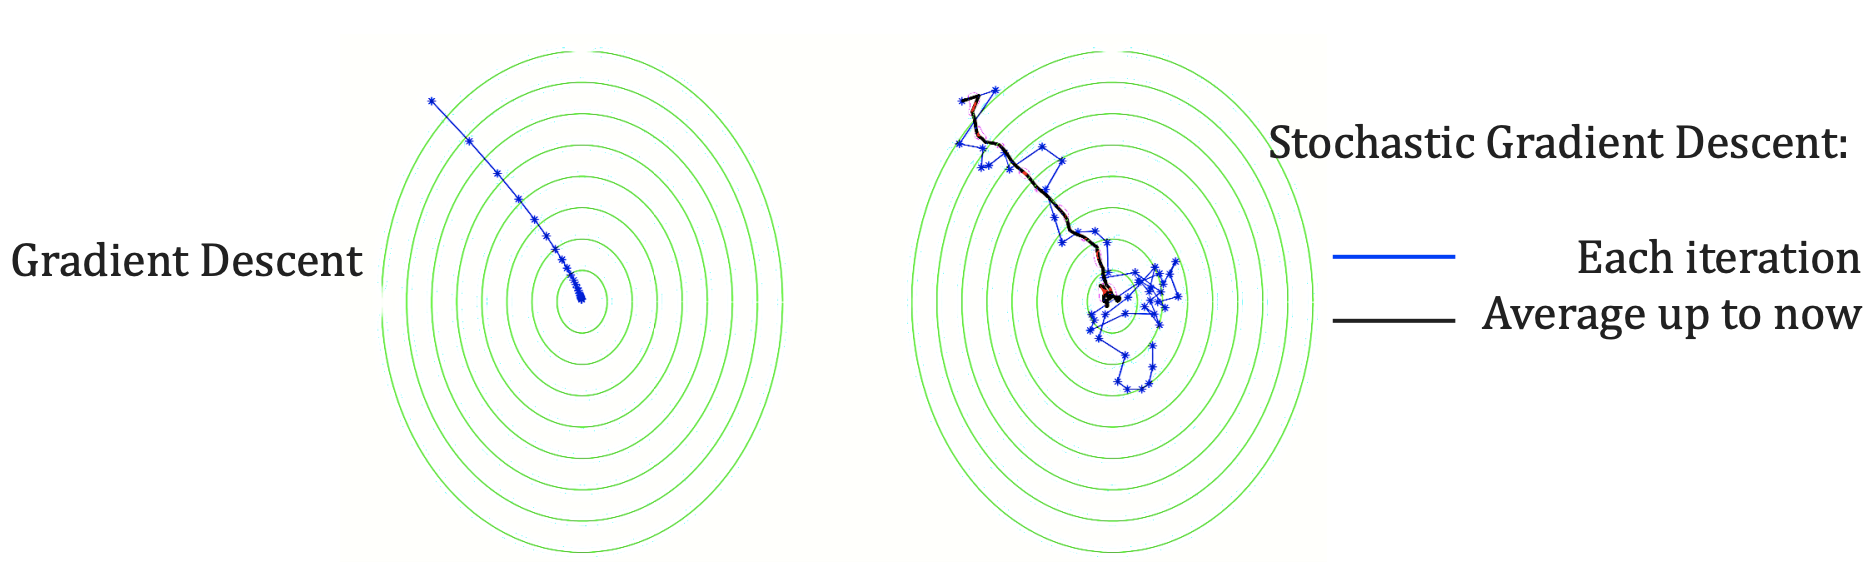 Gradient Descent
Stochastic Gradient Descent:
Each iteration
Average up to now